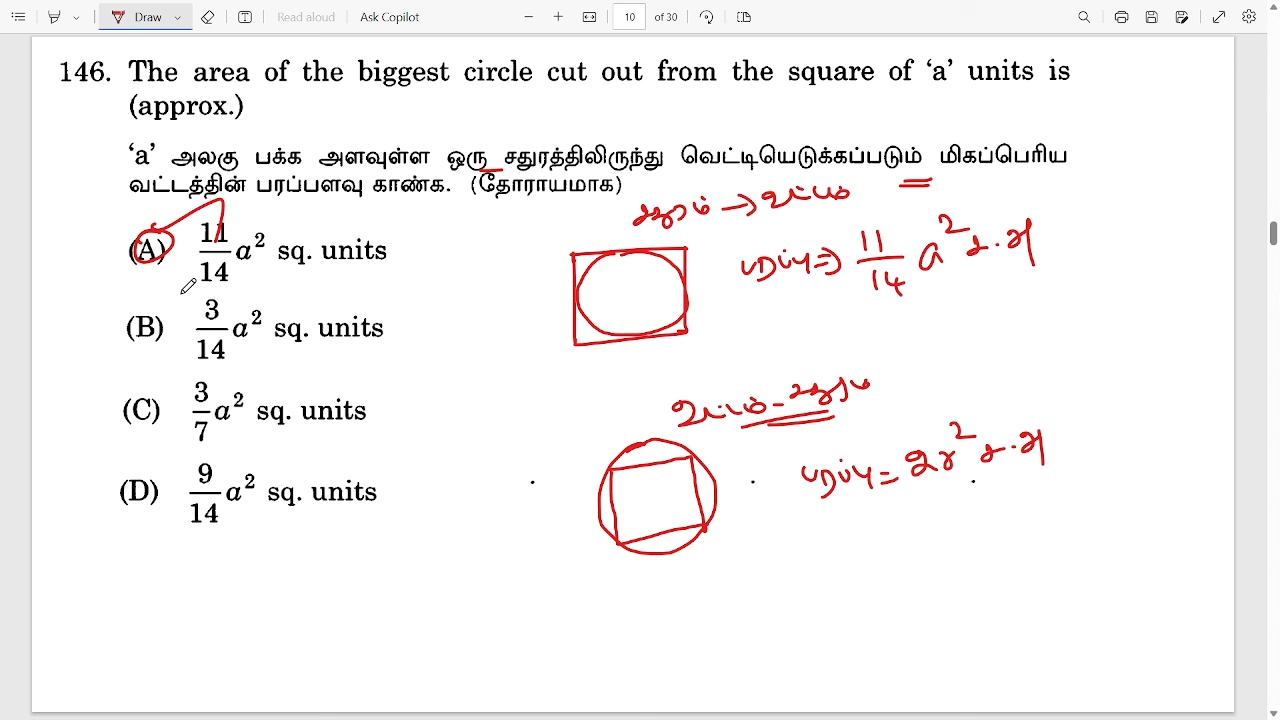 Draw
Read aloud
Ask Copilot
10 of 30
146. The area of the biggest circle cut out from the square of ‘a’ units is
(approx.)
‘a’ அலகு பக்க அளவுள்ள ஒரு சதுரத்திலிருந்து வெட்டியெடுக்கப்படும் மிகப்பெரிய
வட்டத்தின் பரப்பளவு காண்க. (தோராயமாக)
சதுரம் → வட்டம்
(A) 11/14 a² sq. units
பரப்பு ⇒ 11/14 a² ச.அ
(B) 3/14 a² sq. units
வட்டம் - சதுரம்
(C) 3/7 a² sq. units
பரப்பு = 2r² ச.அ
(D) 9/14 a² sq. units